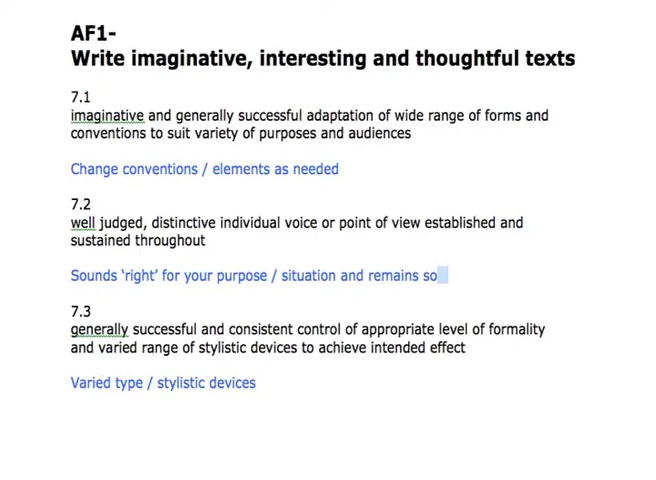 AF1-
Write imaginative, interesting and thoughtful texts
7.1
imaginative and generally successful adaptation of wide range of forms and
conventions to suit variety of purposes and audiences
Change conventions / elements as needed
7.2
well judged, distinctive individual voice or point of view established and
sustained throughout
Sounds ‘right’ for your purpose / situation and remains so
7.3
generally successful and consistent control of appropriate level of formality
and varied range of stylistic devices to achieve intended effect
Varied type / stylistic devices